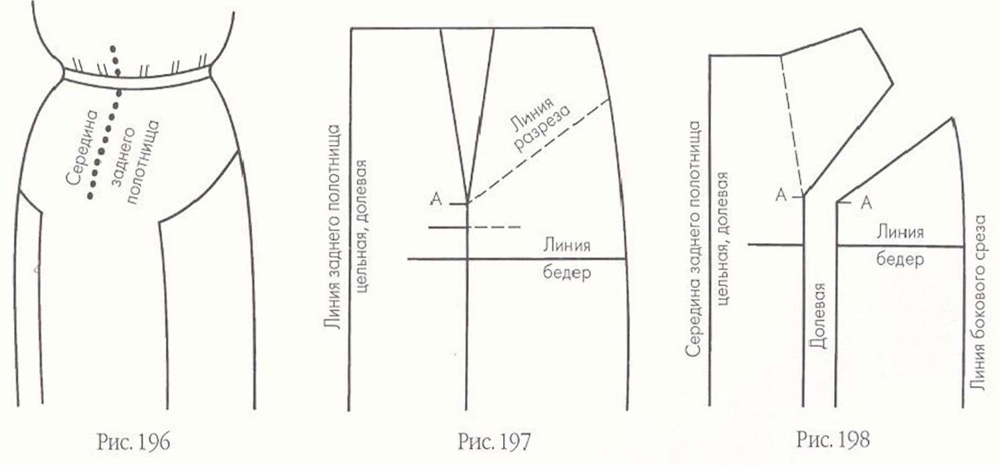 Середина
заднего
полотнища
Рис. 196
Линия заднего полотнища
цельная, долевая
Линия
разреза
А
Линия
бедер
Рис. 197
Середина заднего полотнища
цельная, долевая
А
А
Долевая
Линия
бедер
Линия бокового среза
Рис. 198